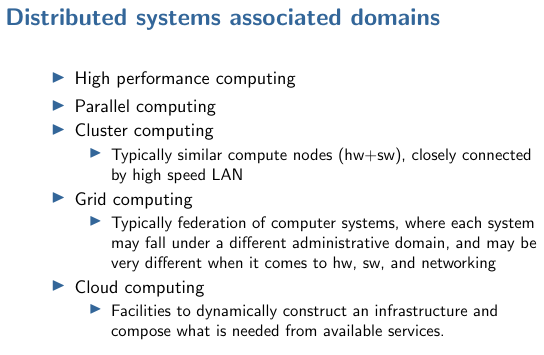 Distributed systems associated domains
High performance computing
Parallel computing
Cluster computing
Typically similar compute nodes (hw+sw), closely connected
by high speed LAN
Grid computing
Typically federation of computer systems, where each system
may fall under a different administrative domain, and may be
very different when it comes to hw, sw, and networking
Cloud computing
Facilities to dynamically construct an infrastructure and
compose what is needed from available services.